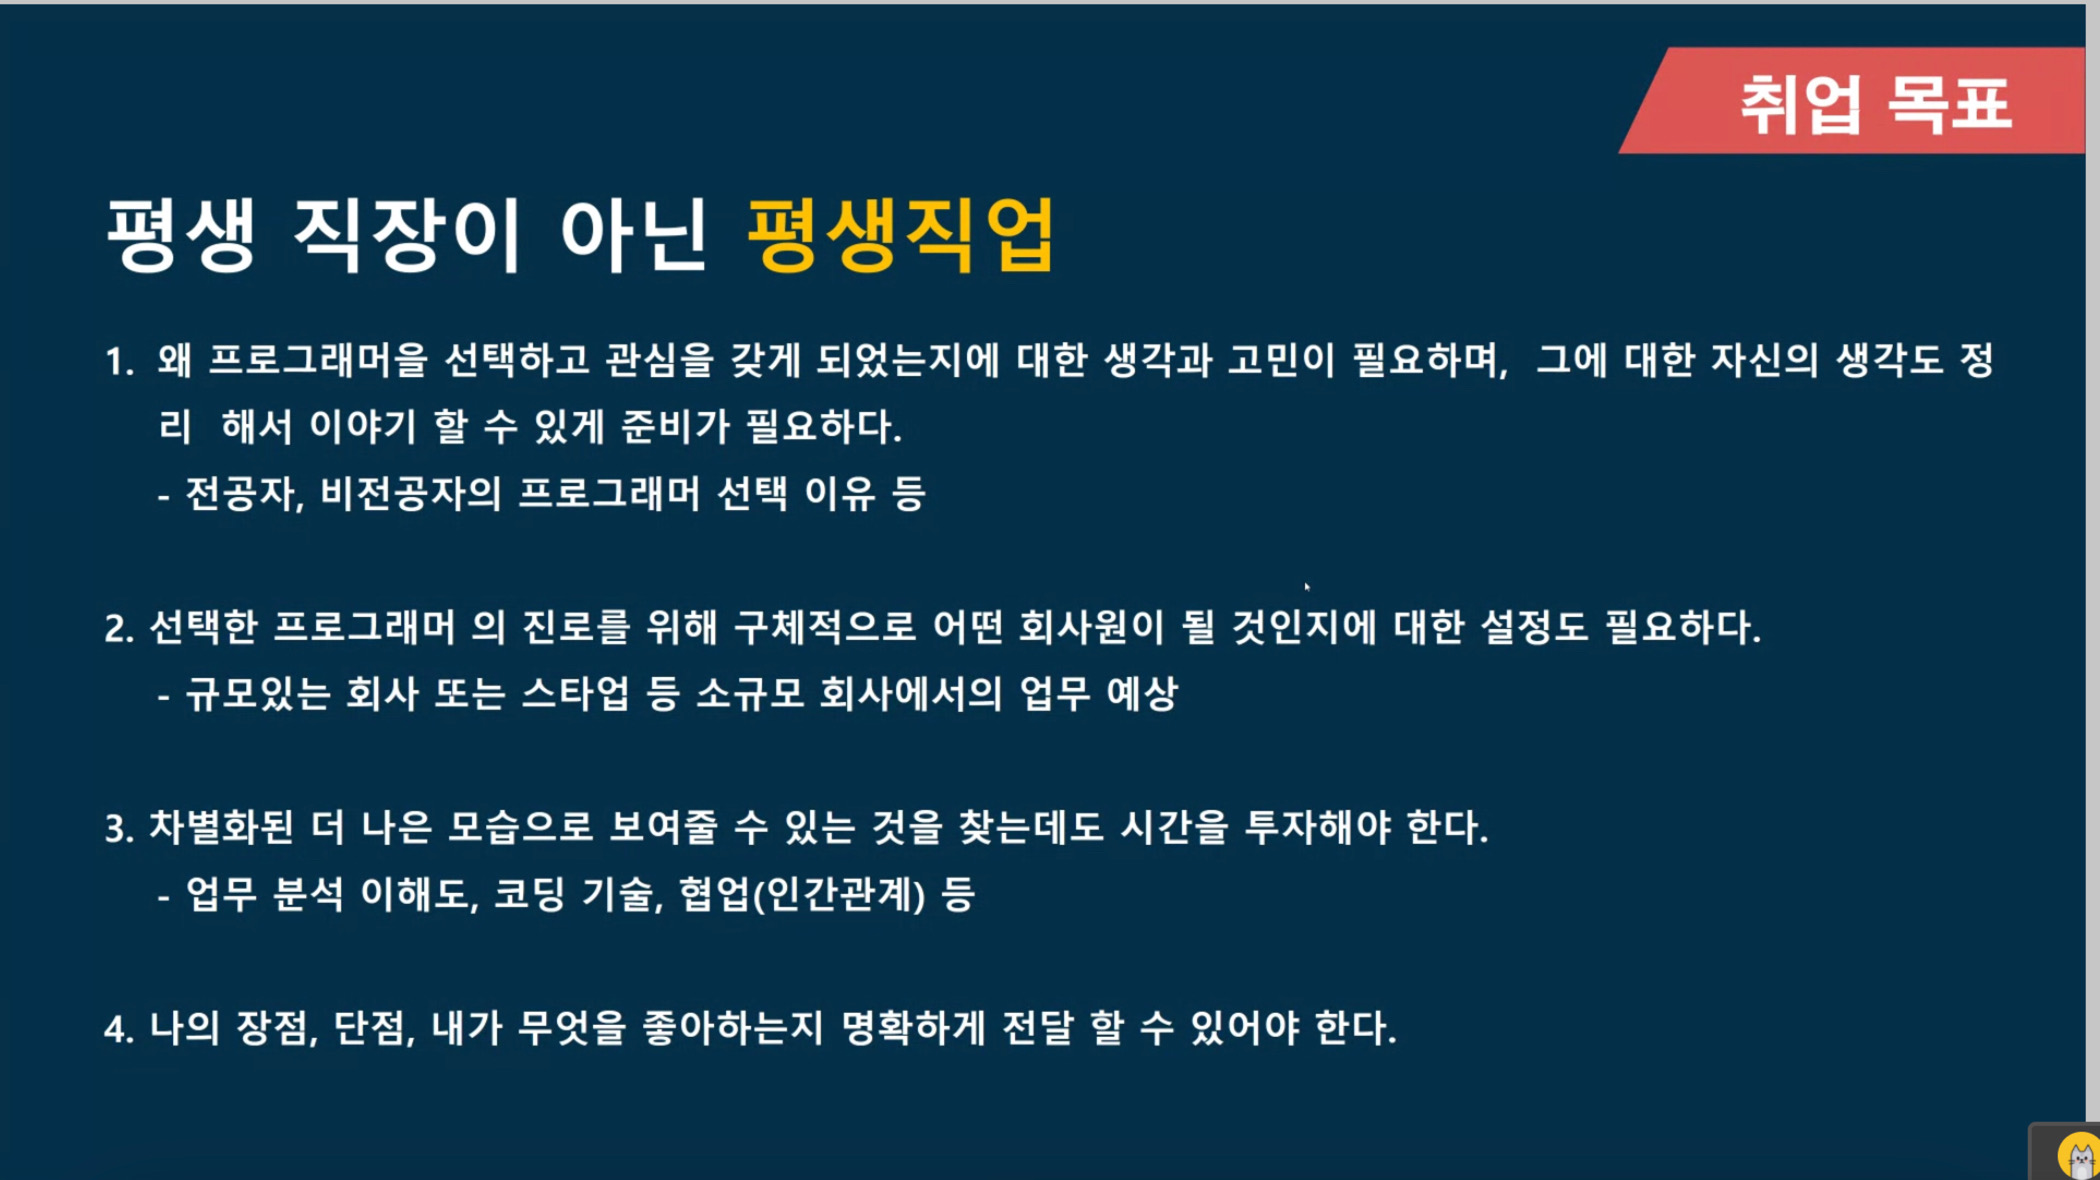 취업 목표
평생 직장이 아닌 평생직업
1. 왜 프로그래머을 선택하고 관심을 갖게 되었는지에 대한 생각과 고민이 필요하며, 그에 대한 자신의 생각도 정
리 해서 이야기 할 수 있게 준비가 필요하다.
- 전공자, 비전공자의 프로그래머 선택 이유 등
2. 선택한 프로그래머 의 진로를 위해 구체적으로 어떤 회사원이 될 것인지에 대한 설정도 필요하다.
- 규모있는 회사 또는 스타업 등 소규모 회사에서의 업무 예상
3. 차별화된 더 나은 모습으로 보여줄 수 있는 것을 찾는데도 시간을 투자해야 한다.
- 업무 분석 이해도, 코딩 기술, 협업(인간관계) 등
4. 나의 장점, 단점, 내가 무엇을 좋아하는지 명확하게 전달 할 수 있어야 한다.